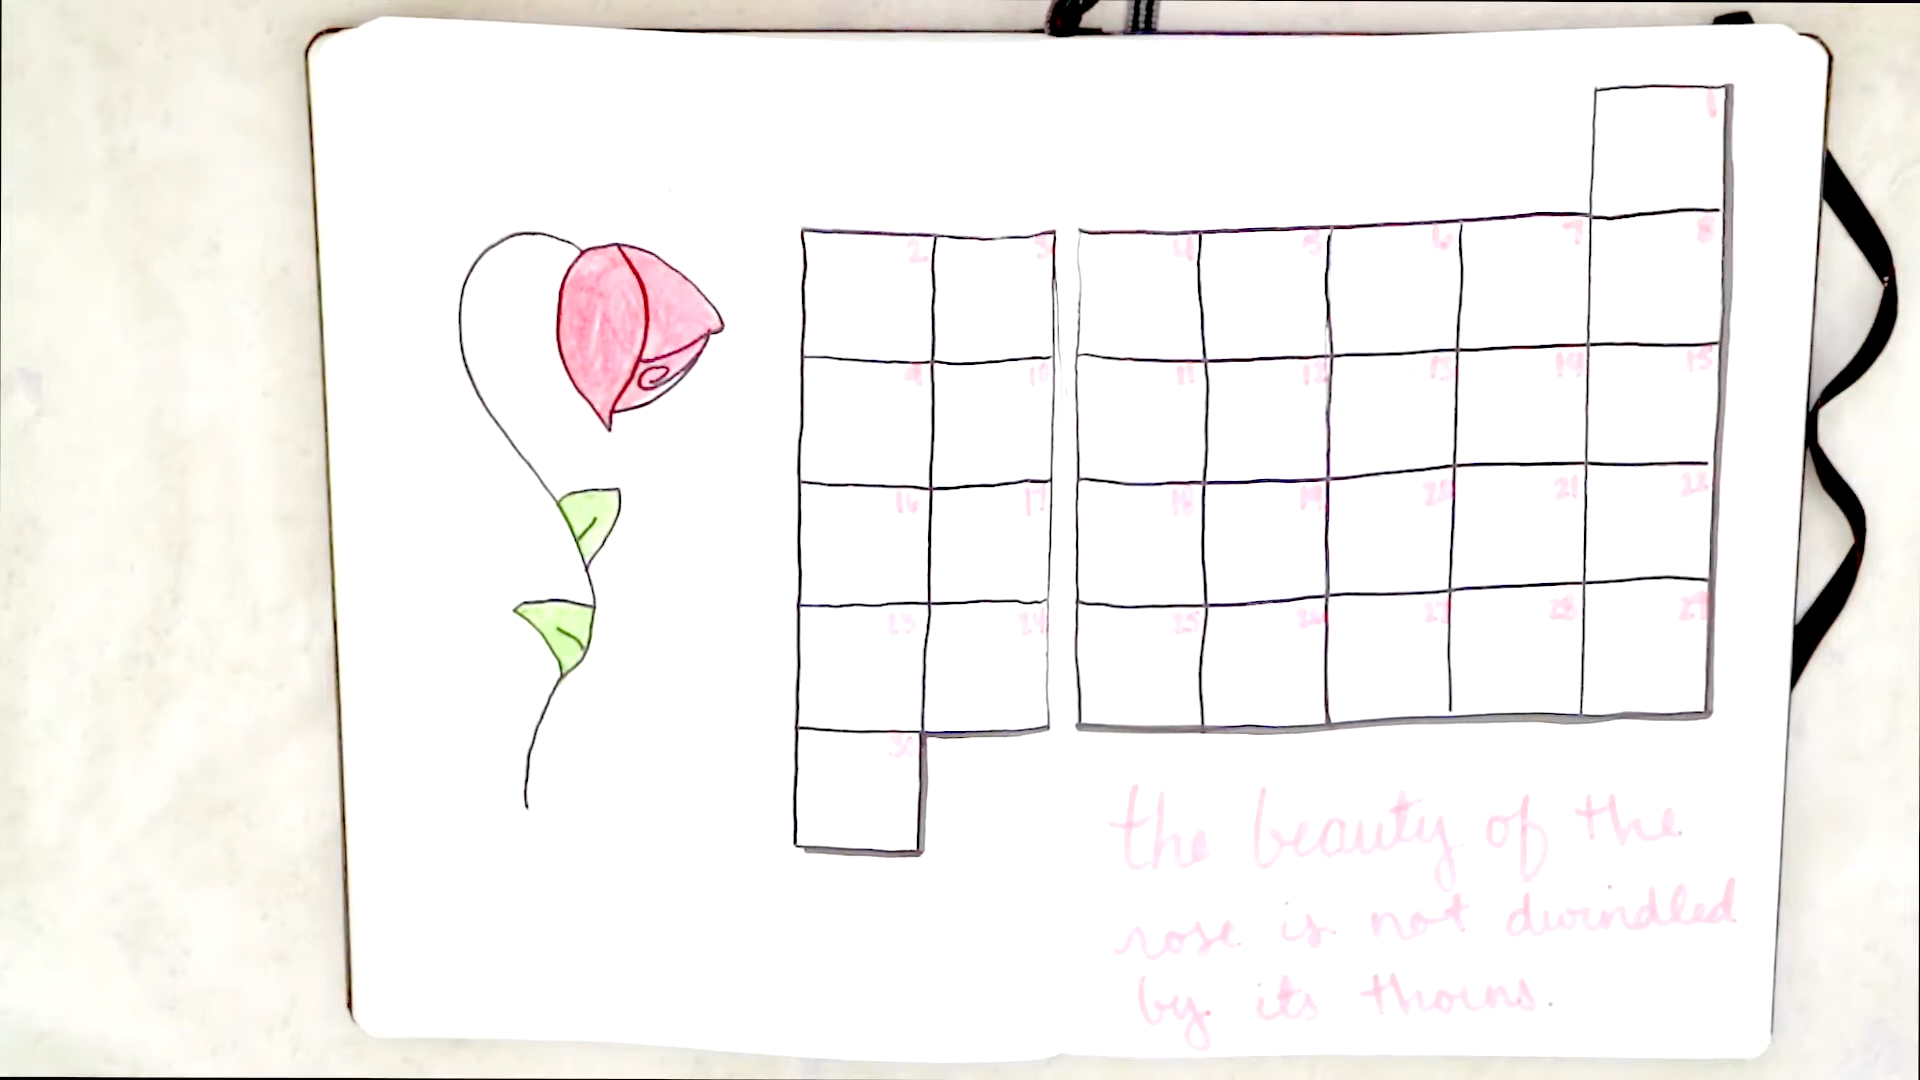 1
2 3 4 5 6 7 8
9 10 11 12 13 14 15
16 17 18 19 20 21 22
23 24 25 26 27 28 29
30
the beauty of the
rose is not dwindled
by its thorns.